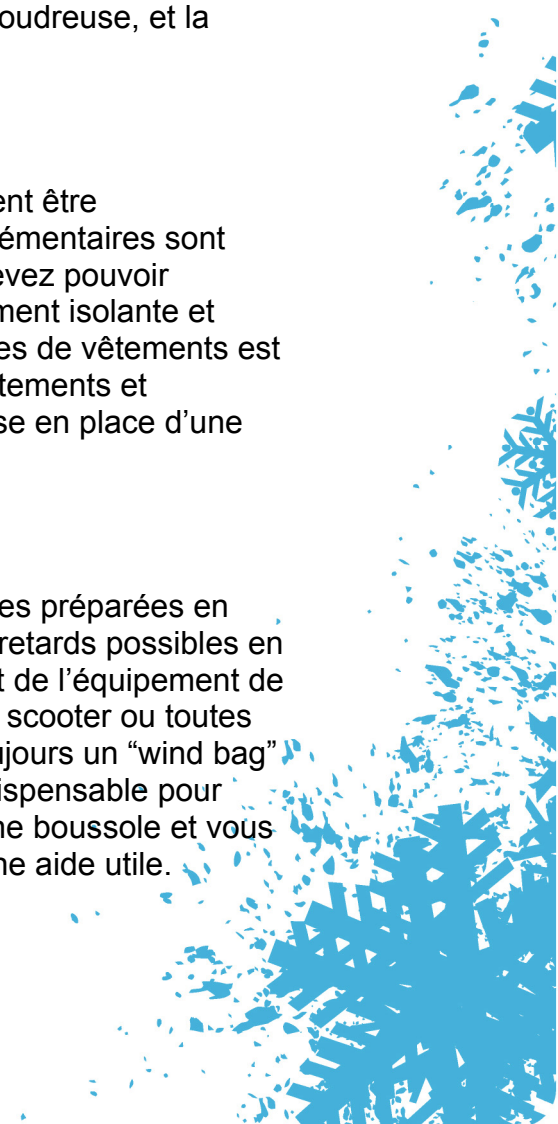 oudreuse, et la
ent être
émentaires sont
evez pouvoir
ment isolante et
es de vêtements est
tements et
se en place d’une
es préparées en
retards possibles en
t de l’équipement de
scooter ou toutes
ujours un “wind bag”
dispensable pour
ne boussole et vous
ne aide utile.